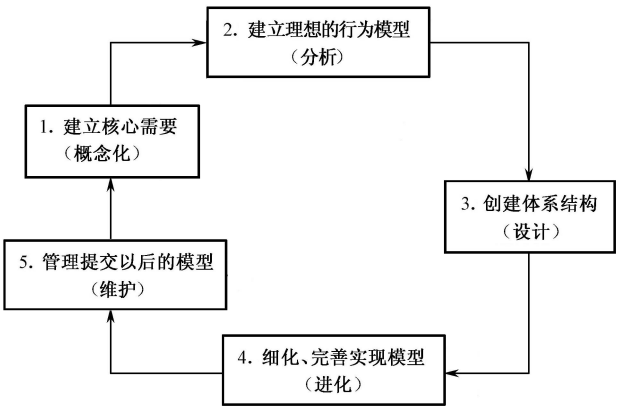 2. 建立理想的行为模型
（分析）
1. 建立核心需要
（概念化）
3. 创建体系结构
（设计）
5. 管理提交以后的模型
（维护）
4. 细化、完善实现模型
（进化）